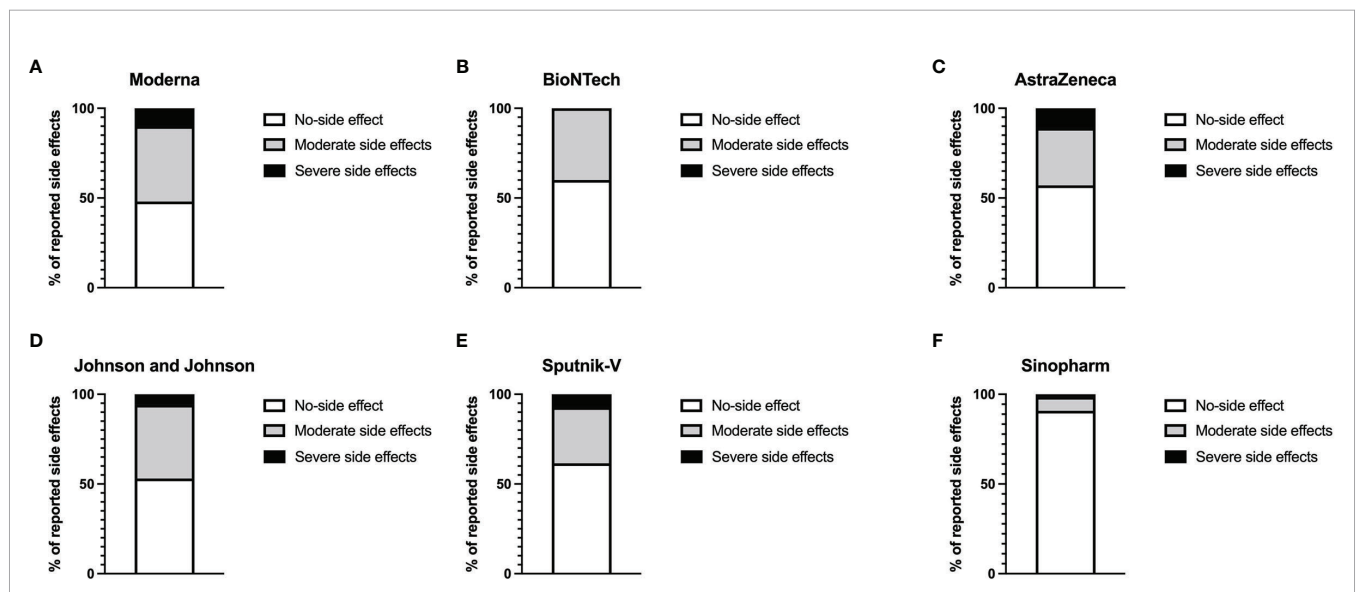 A
Moderna
% of reported side effects
100
50
0
No-side effect
Moderate side effects
Severe side effects
B
BioNTech
% of reported side effects
100
50
0
No-side effect
Moderate side effects
Severe side effects
C
AstraZeneca
% of reported side effects
100
50
0
No-side effect
Moderate side effects
Severe side effects
D
Johnson and Johnson
% of reported side effects
100
50
0
No-side effect
Moderate side effects
Severe side effects
E
Sputnik-V
% of reported side effects
100
50
0
No-side effect
Moderate side effects
Severe side effects
F
Sinopharm
% of reported side effects
100
50
0
No-side effect
Moderate side effects
Severe side effects